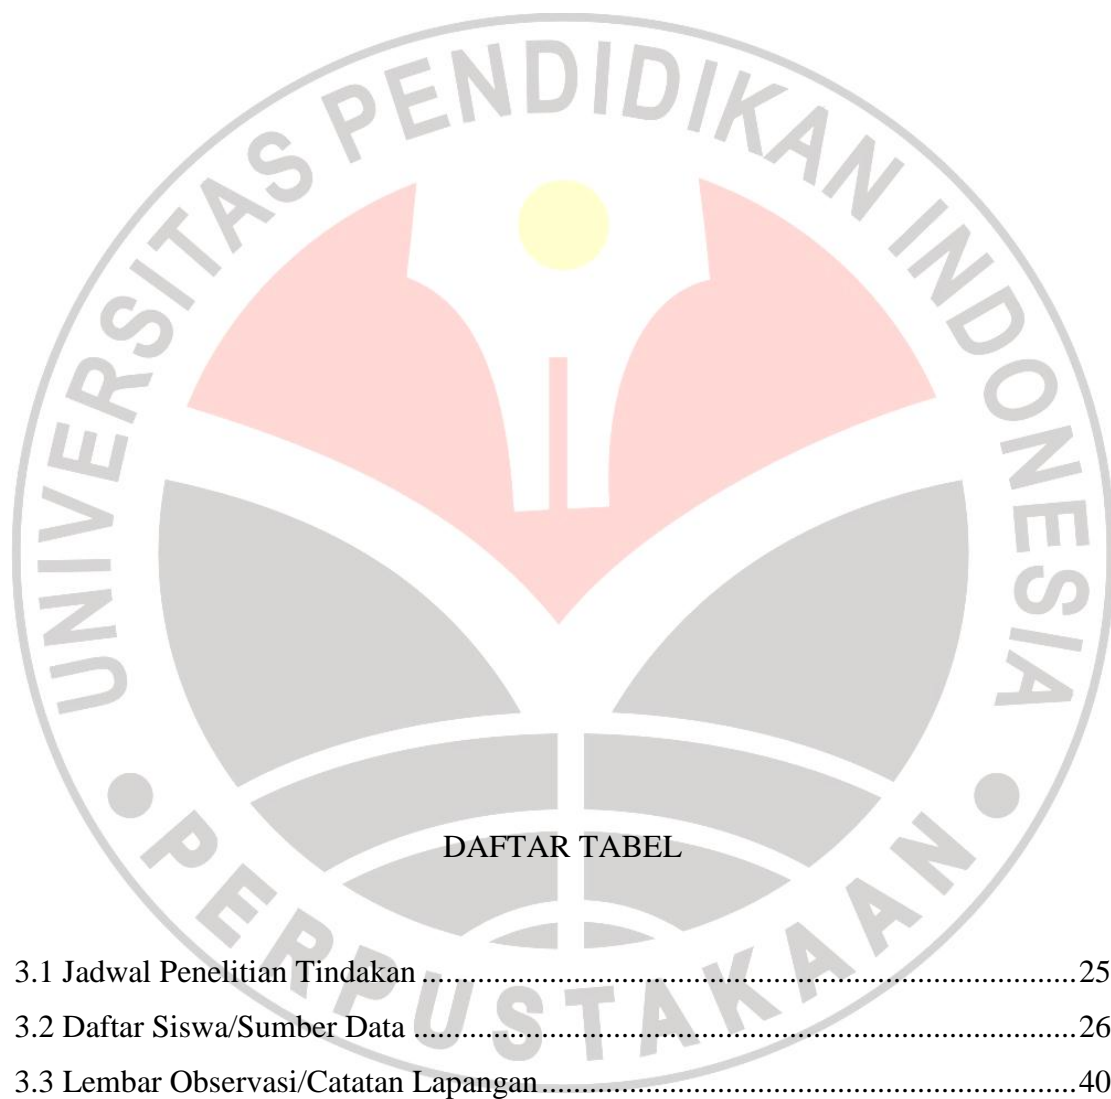 UNIVERSITAS PENDIDIKAN INDONESIA
PERPUSTAKAAN
DAFTAR TABEL
3.1 Jadwal Penelitian Tindakan................................................................................25
3.2 Daftar Siswa/Sumber Data.................................................................................26
3.3 Lembar Observasi/Catatan Lapangan..................................................................40